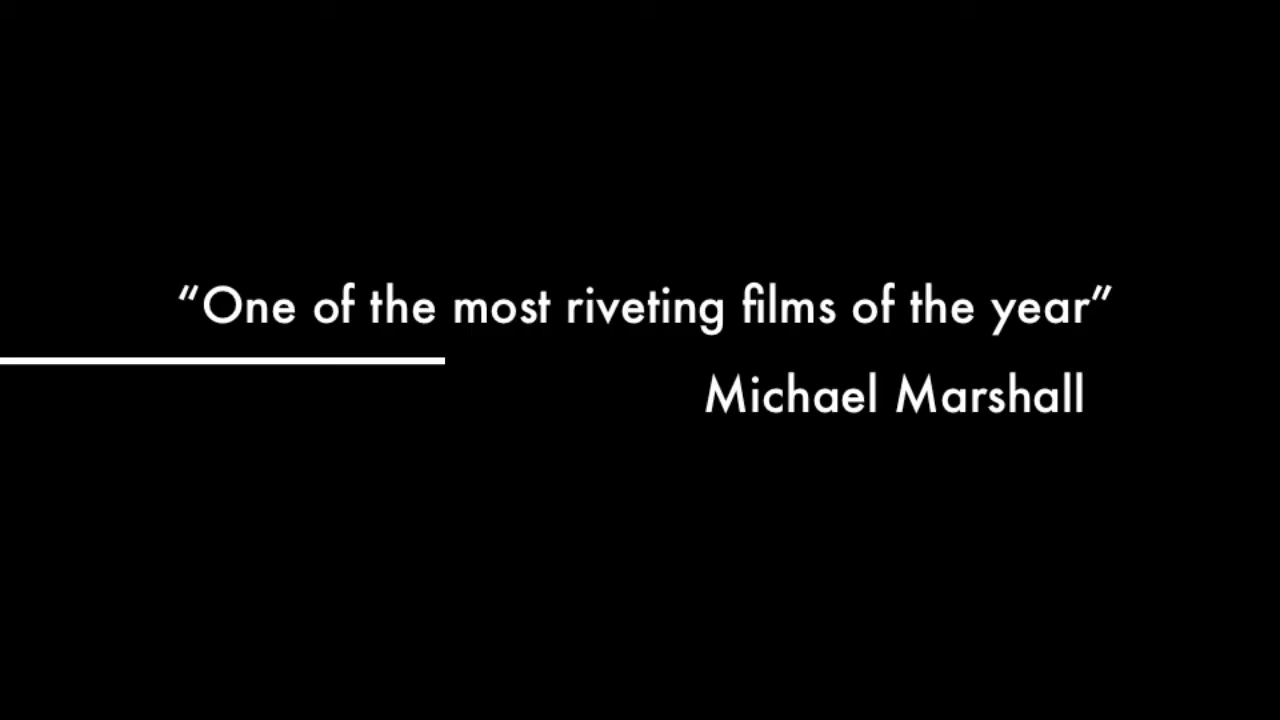 “One of the most riveting films of the year”
Michael Marshall